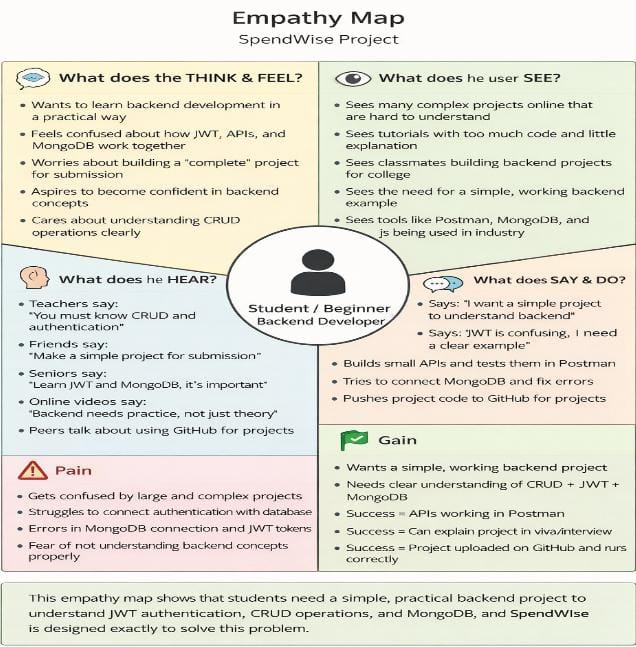 Empathy Map
SpendWise Project
What does the THINK & FEEL?
• Wants to learn backend development in
a practical way
• Feels confused about how JWT, APIs, and
MongoDB work together
• Worries about building a "complete" project
for submission
• Aspires to become confident in backend
concepts
• Cares about understanding CRUD
operations clearly
What does he user SEE?
• Sees many complex projects online that
are hard to understand
• Sees tutorials with too much code and little
explanation
• Sees classmates building backend projects
for college
• Sees the need for a simple, working backend
example
• Sees tools like Postman, MongoDB, and
js being used in industry
What does he HEAR?
• Teachers say:
"You must know CRUD and
authentication"
• Friends say:
"Make a simple project for submission"
• Seniors say:
"Learn JWT and MongoDB, it's important"
• Online videos say:
"Backend needs practice, not just theory"
• Peers talk about using GitHub for projects
Student / Beginner
Backend Developer
What does SAY & DO?
• Says: "I want a simple project
to understand backend"
• Says: "JWT is confusing, I need
a clear example"
• Builds small APIs and tests them in Postman
• Tries to connect MongoDB and fix errors
• Pushes project code to GitHub for projects
Pain
• Gets confused by large and complex projects
• Struggles to connect authentication with database
• Errors in MongoDB connection and JWT tokens
• Fear of not understanding backend concepts
properly
Gain
• Wants a simple, working backend project
• Needs clear understanding of CRUD + JWT +
MongoDB
• Success = APIs working in Postman
• Success = Can explain project in viva/interview
• Success = Project uploaded on GitHub and rurs
correctly
This empathy map shows that students need a simple, practical backend project to
understand JWT authentication, CRUD operations, and MongoDB, and SpendWIse
is designed exactly to solve this problem.